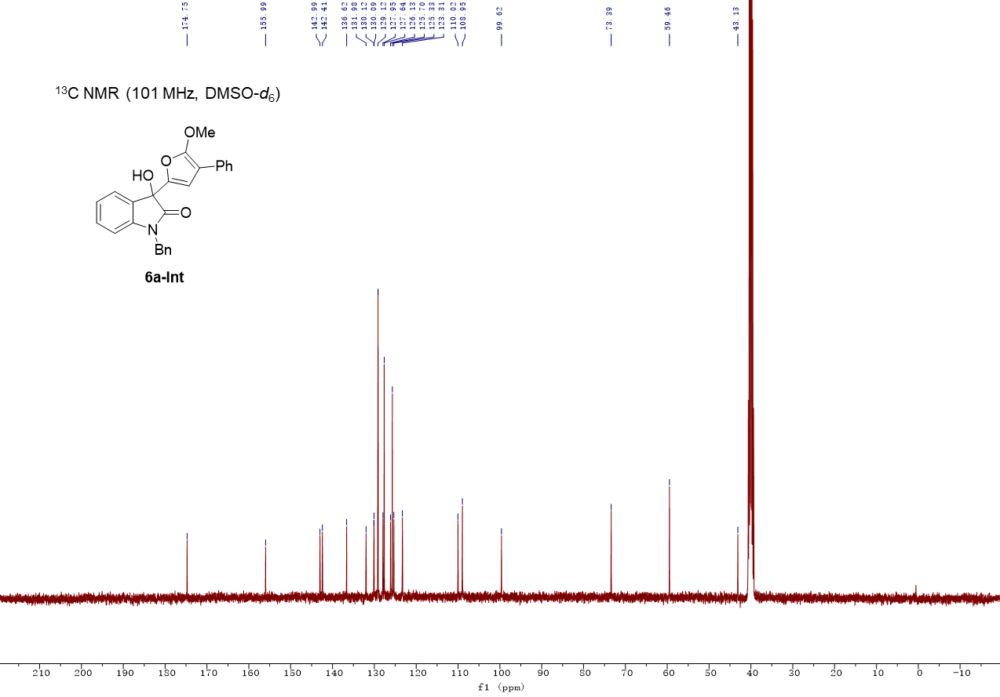 174.75
155.99
142.99
142.41
136.62
131.98
130.12
130.09
129.12
127.95
127.64
126.13
125.70
125.33
123.31
110.02
108.95
99.62
73.39
59.46
43.13
¹³C NMR (101 MHz, DMSO-d₆)
OMe
O
Ph
HO
O
N
Bn
6a-Int
210 200 190 180 170 160 150 140 130 120 110 100 90 80 70 60 50 40 30 20 10 0 -10
f1 (ppm)